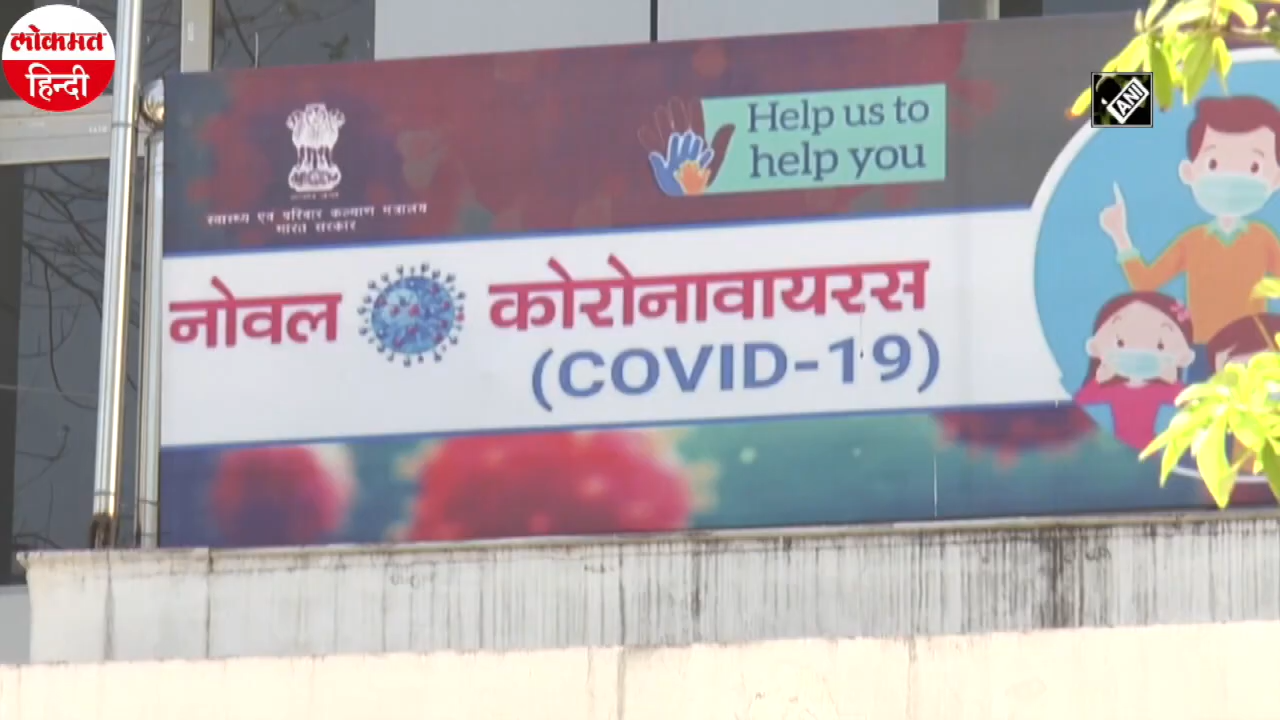 लोकमत
हिन्दी
ANI
Help us to
help you
स्वास्थ्य एवं परिवार कल्याण मंत्रालय
भारत सरकार
नोवल कोरोनावायरस
(COVID-19)